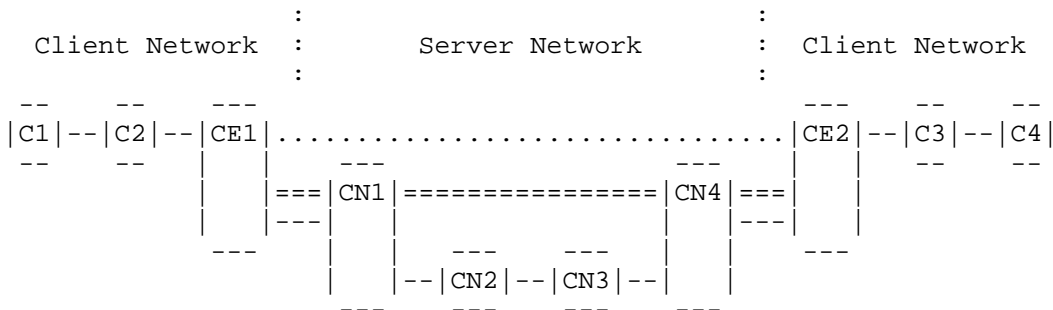 :                             :
   Client Network      :        Server Network       :  Client Network
                       :                             :
 --     --     ---                                     ---     --     --
|C1|--|C2|--|CE1|.................................|CE2|--|C3|--|C4|
 --     --   |   |     ---                   ---     |   |   --     --
             |   |===|CN1|================|CN4|===|   |
             |   |---|   |                |   |---|   |
              ---    |   |   ---     ---  |   |    ---
                     |   |--|CN2|--|CN3|--|   |
                      ---    ---     ---   ---